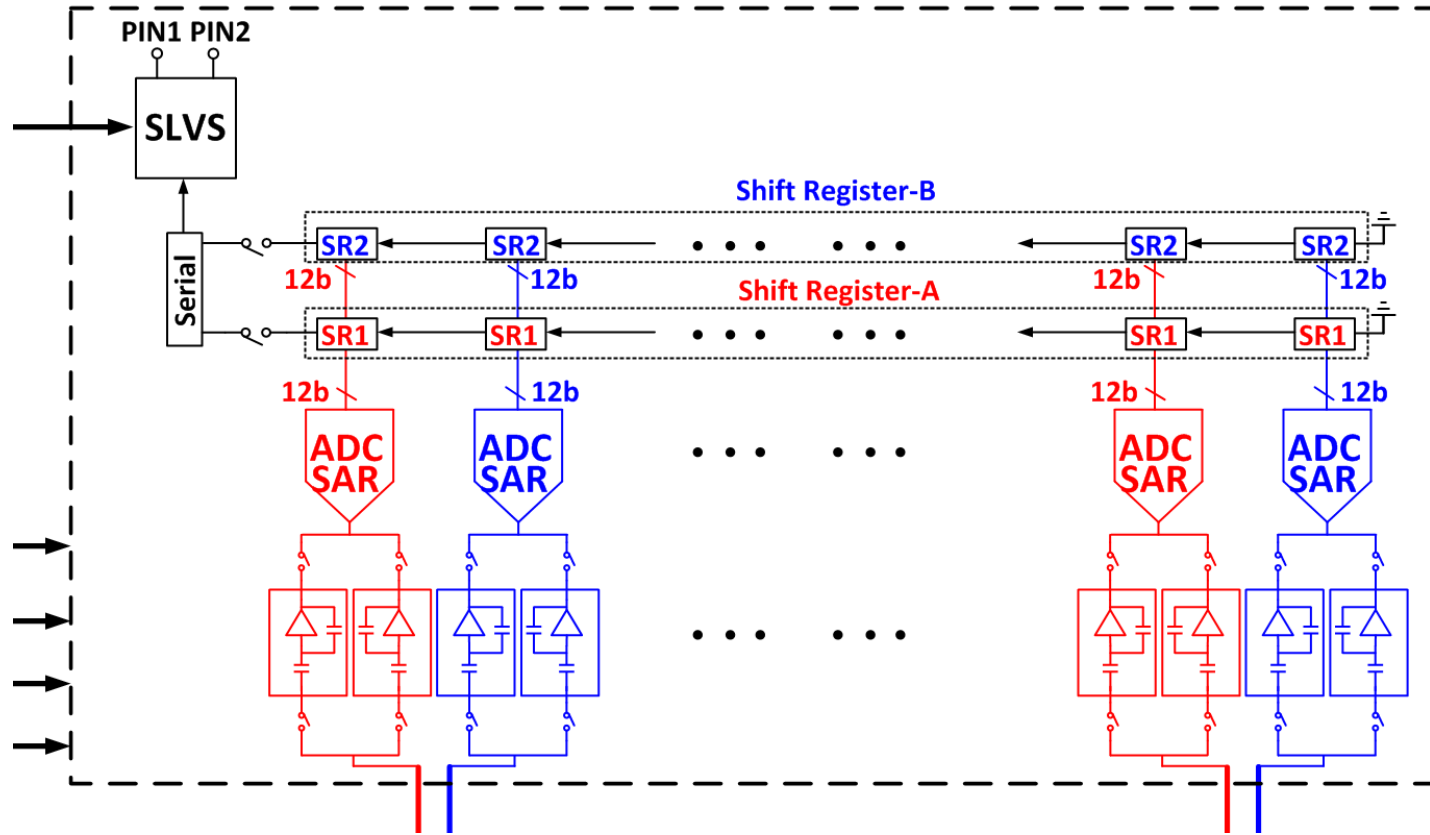 PIN1 PIN2
SLVS
Shift Register-B
SR2 SR2 SR2 SR2
12b 12b 12b 12b
Serial
Shift Register-A
SR1 SR1 SR1 SR1
12b 12b 12b 12b
ADC ADC ADC ADC
SAR SAR SAR SAR